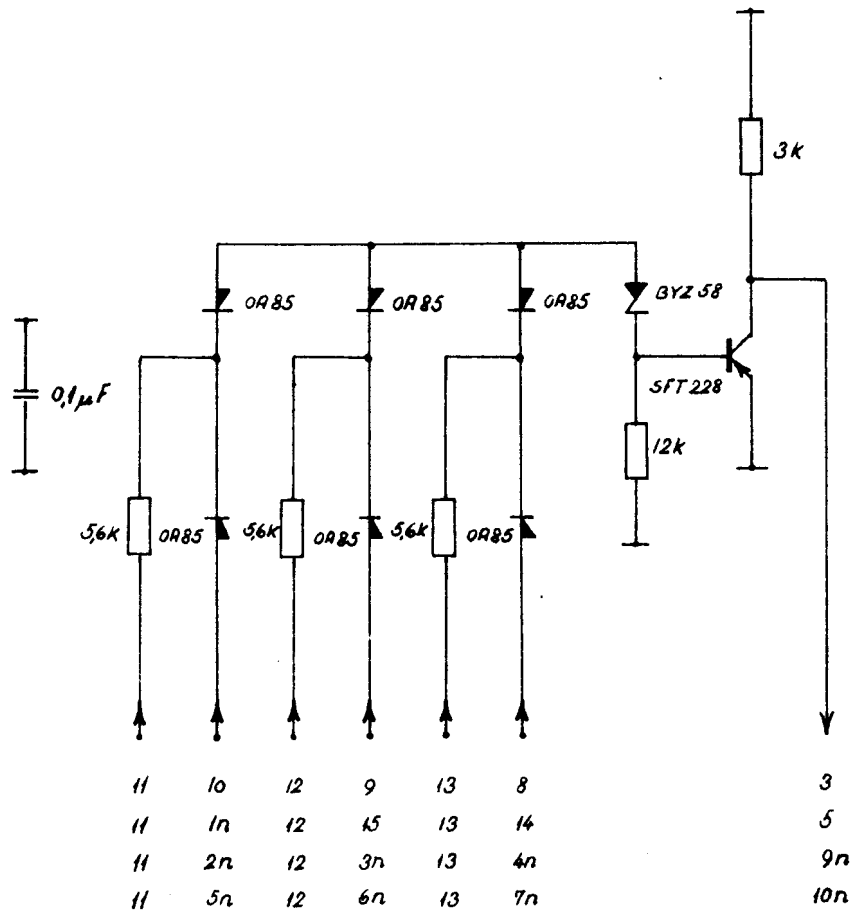 3K
OA85 OA85 OA85 BYZ 58
0,1µF
SFT 228
12K
5,6K OA85 5,6K OA85 5,6K OA85
11 10 12 9 13 8 3
11 1n 12 15 13 14 5
11 2n 12 3n 13 4n 9n
11 5n 12 6n 13 7n 10n